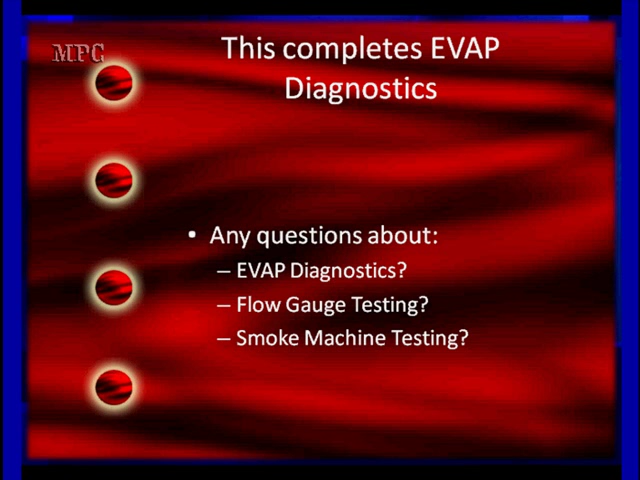 MPC
This completes EVAP
Diagnostics
• Any questions about:
– EVAP Diagnostics?
– Flow Gauge Testing?
– Smoke Machine Testing?